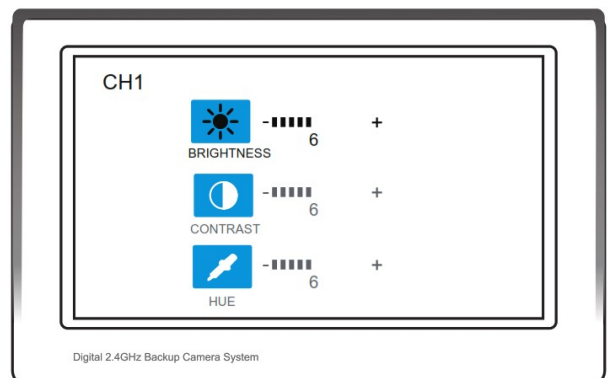 CH1
- +
6
BRIGHTNESS
- +
6
CONTRAST
- +
6
HUE
Digital 2.4GHz Backup Camera System